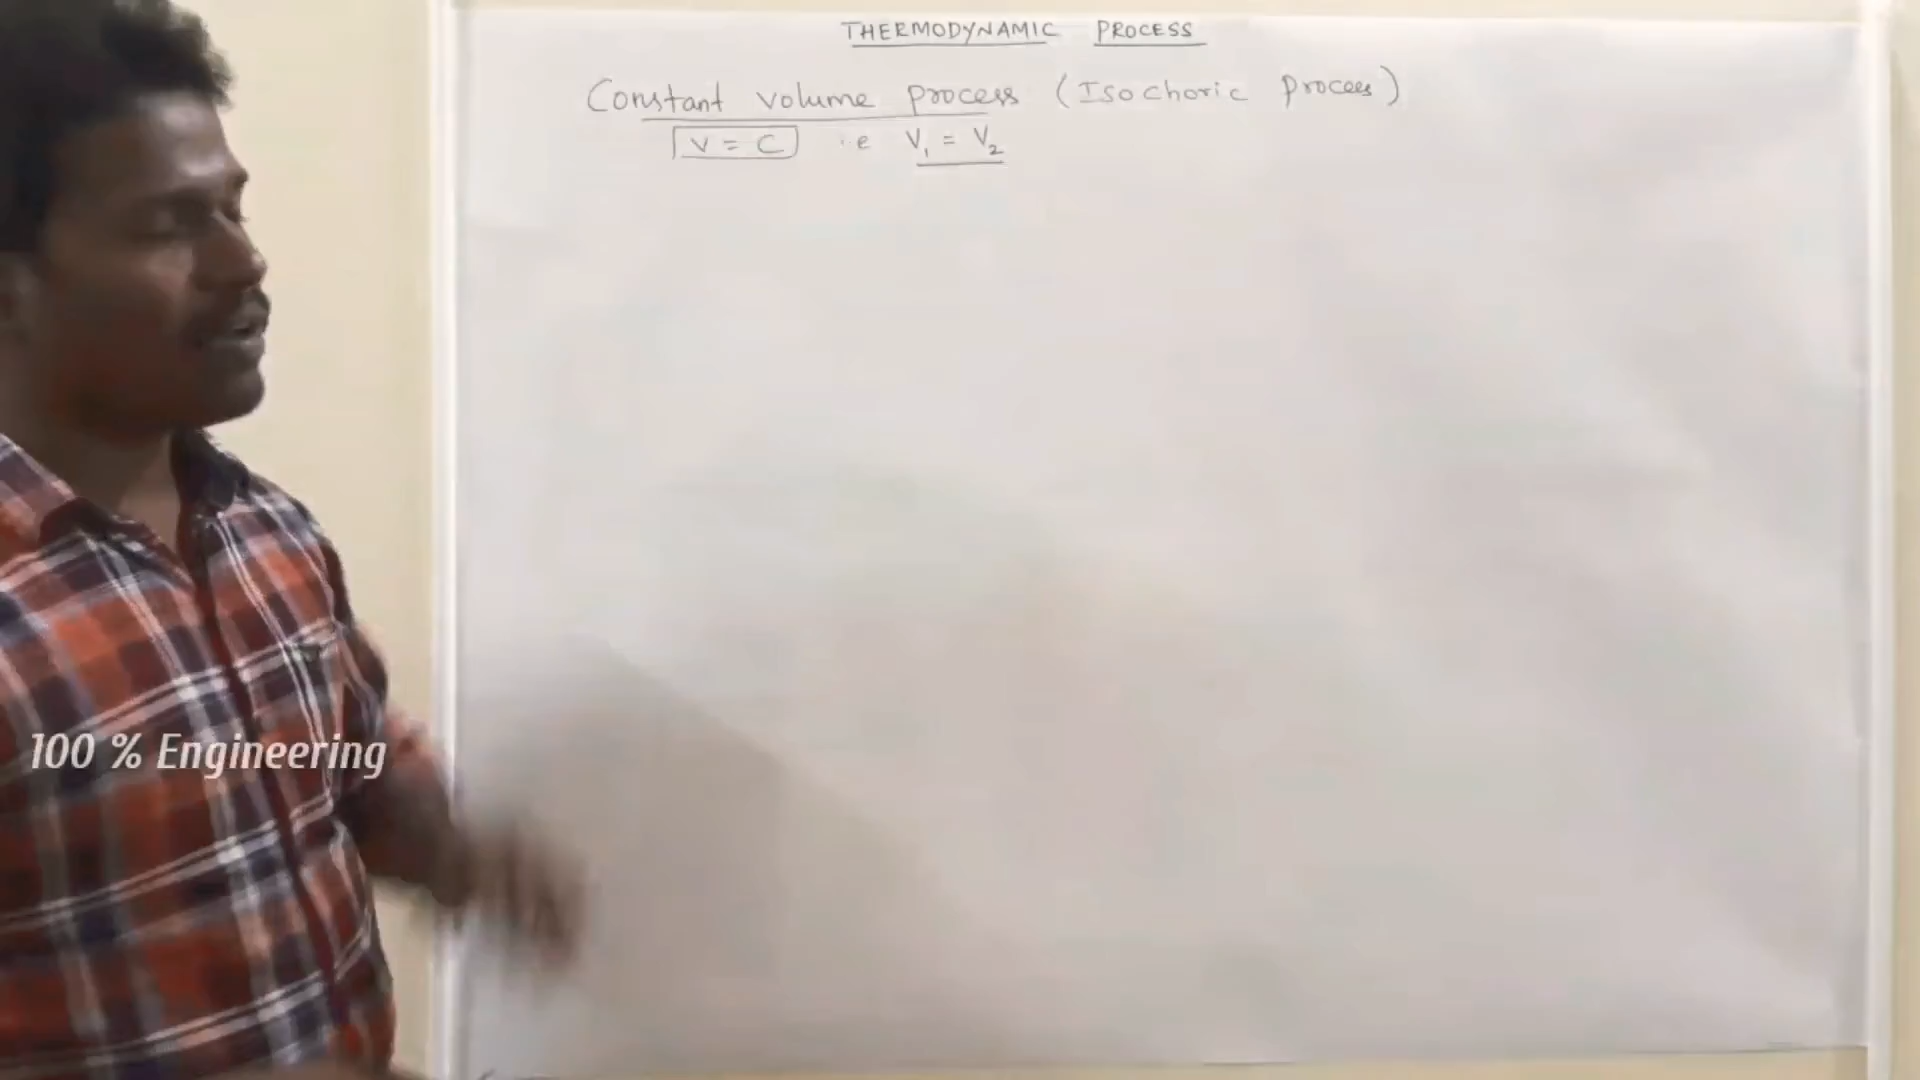 THERMODYNAMIC PROCESS
Constant volume process (Isochoric Process)
V = C i.e V₁ = V₂
100 % Engineering